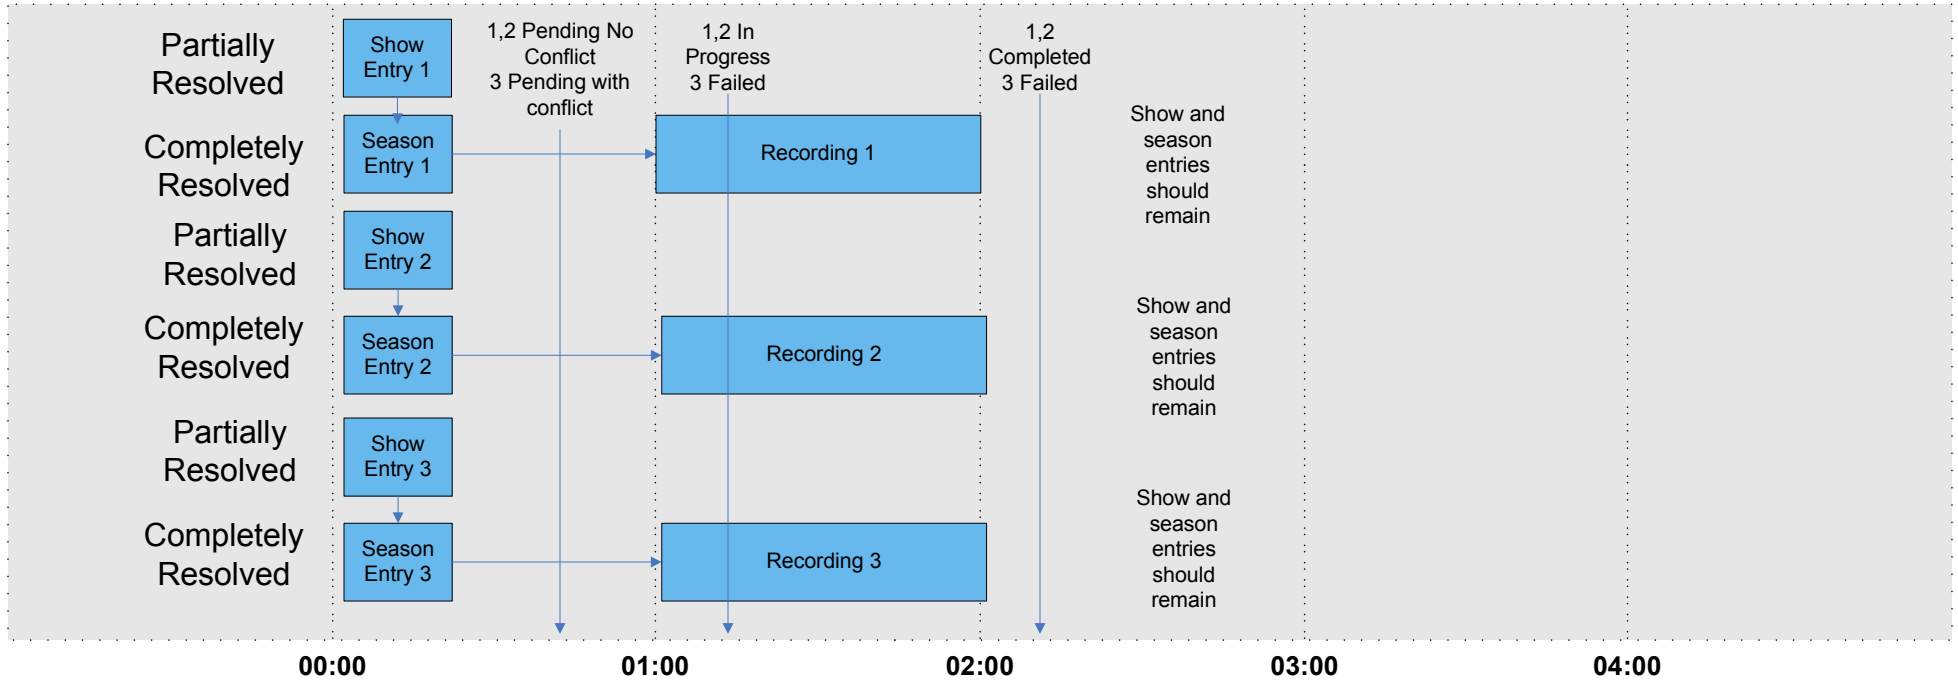 Partially
Resolved
Show
Entry 1
1,2 Pending No
Conflict
3 Pending with
conflict
1,2 In
Progress
3 Failed
1,2
Completed
3 Failed
Completely
Resolved
Season
Entry 1
Recording 1
Show and
season
entries
should
remain
Partially
Resolved
Show
Entry 2
Completely
Resolved
Season
Entry 2
Recording 2
Show and
season
entries
should
remain
Partially
Resolved
Show
Entry 3
Completely
Resolved
Season
Entry 3
Recording 3
Show and
season
entries
should
remain
00:00
01:00
02:00
03:00
04:00